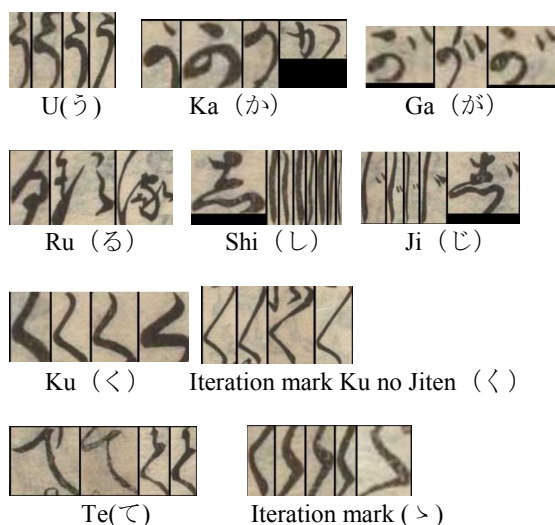 U(う) Ka（か） Ga（が）
Ru（る） Shi（し） Ji（じ）
Ku（く） Iteration mark Ku no Jiten（〱）
Te(て) Iteration mark (ゝ)